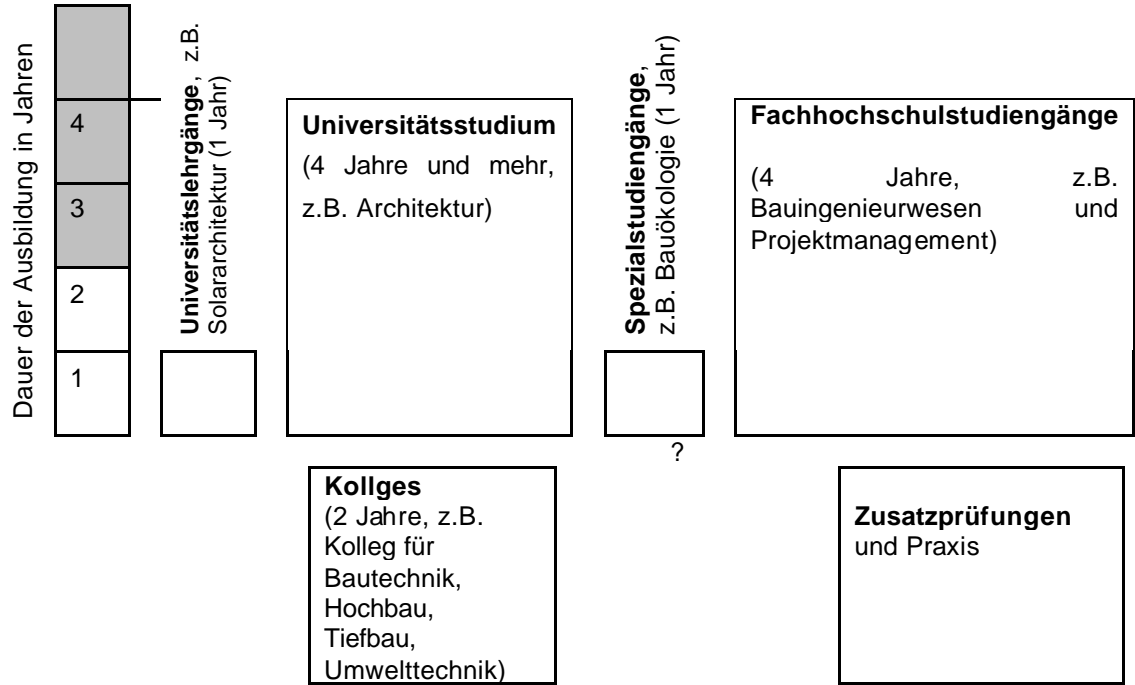 Dauer der Ausbildung in Jahren
4
3
2
1
Universitätslehrgänge, z.B.
Solararchitektur (1 Jahr)
Universitätsstudium
(4 Jahre und mehr,
z.B. Architektur)
Spezialstudiengänge,
z.B. Bauökologie (1 Jahr)
Fachhochschulstudiengänge
(4 Jahre, z.B.
Bauingenieurwesen und
Projektmanagement)
?
Kollges
(2 Jahre, z.B.
Kolleg für
Bautechnik,
Hochbau,
Tiefbau,
Umwelttechnik)
Zusatzprüfungen
und Praxis